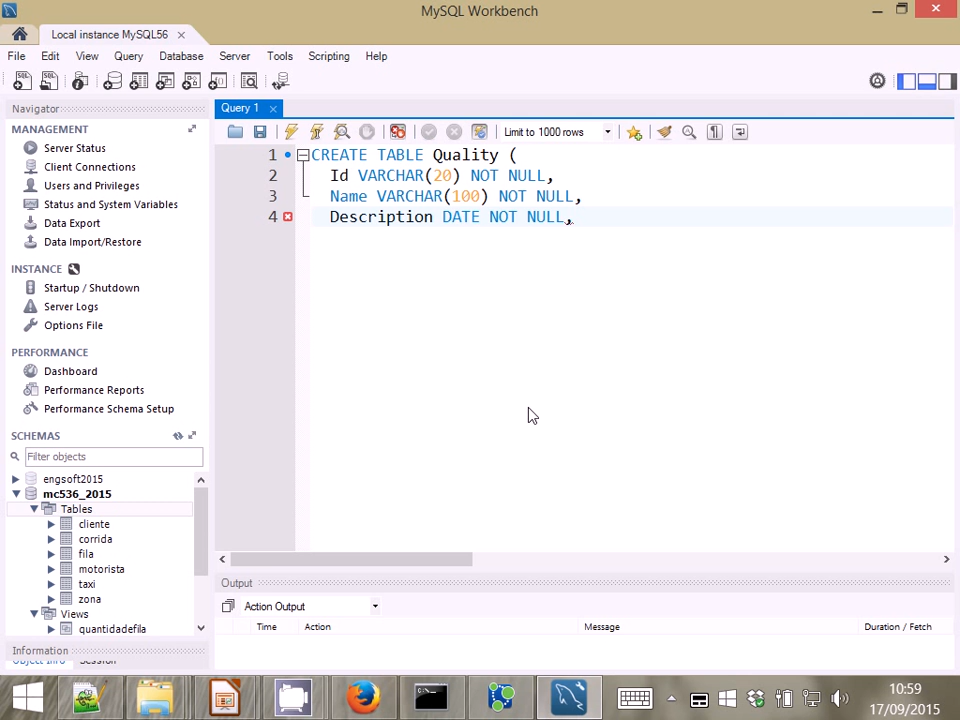 MySQL Workbench
Local instance MySQL56
File Edit View Query Database Server Tools Scripting Help
Navigator
MANAGEMENT
Server Status
Client Connections
Users and Privileges
Status and System Variables
Data Export
Data Import/Restore
INSTANCE
Startup / Shutdown
Server Logs
Options File
PERFORMANCE
Dashboard
Performance Reports
Performance Schema Setup
SCHEMAS
Filter objects
engsoft2015
mc536_2015
Tables
cliente
corrida
fila
motorista
taxi
zona
Views
quantidadefila
Information
Object Info Session
Query 1
Limit to 1000 rows
1 CREATE TABLE Quality (
2 Id VARCHAR(20) NOT NULL,
3 Name VARCHAR(100) NOT NULL,
4 Description DATE NOT NULL,
Output
Action Output
Time Action Message Duration / Fetch
10:59
17/09/2015